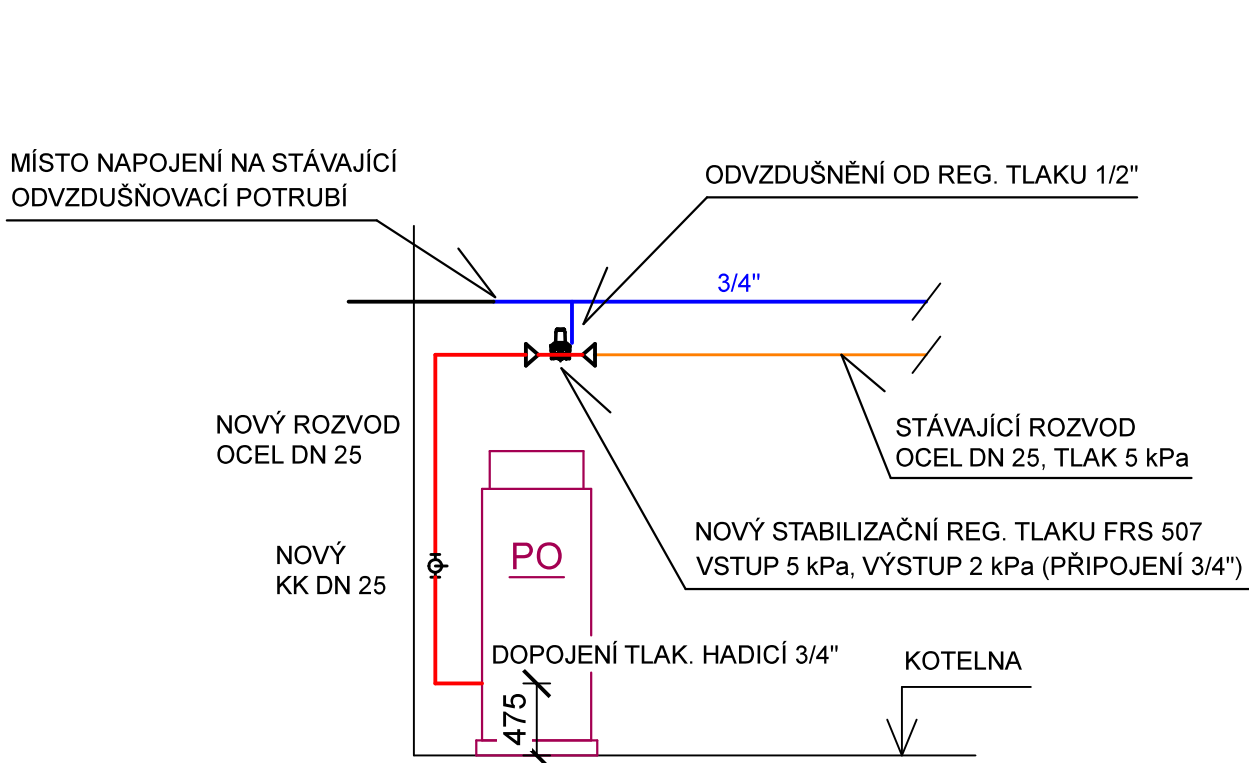 MÍSTO NAPOJENÍ NA STÁVAJÍCÍ
ODVZDUŠŇOVACÍ POTRUBÍ
ODVZDUŠNĚNÍ OD REG. TLAKU 1/2"
3/4"
NOVÝ ROZVOD
OCEL DN 25
STÁVAJÍCÍ ROZVOD
OCEL DN 25, TLAK 5 kPa
NOVÝ STABILIZAČNÍ REG. TLAKU FRS 507
VSTUP 5 kPa, VÝSTUP 2 kPa (PŘIPOJENÍ 3/4")
NOVÝ
KK DN 25
PO
DOPOJENÍ TLAK. HADICÍ 3/4"
KOTELNA
475